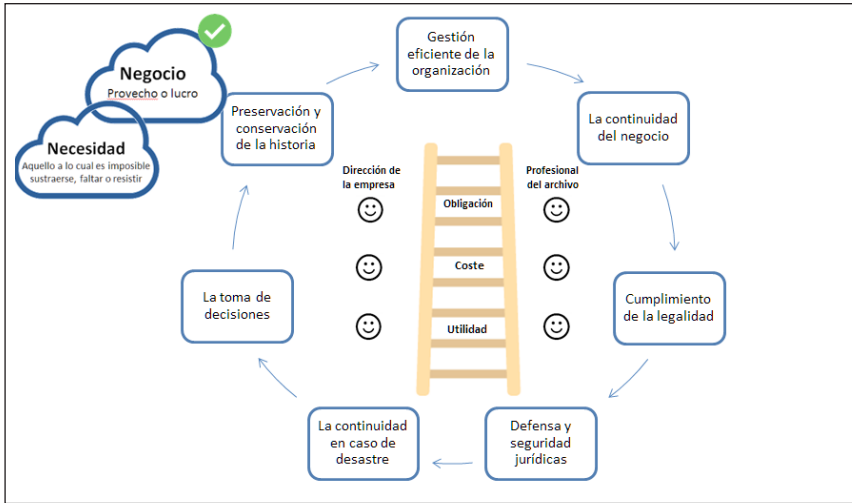 Negocio
Provecho o lucro
Necesidad
Aquello a lo cual es imposible
sustraerse, faltar o resistir
Gestión
eficiente de la
organización
La continuidad
del negocio
Cumplimiento
de la legalidad
Defensa y
seguridad
jurídicas
La continuidad
en caso de
desastre
La toma de
decisiones
Preservación y
conservación
de la historia
Dirección de
la empresa
Profesional
del archivo
Obligación
Coste
Utilidad